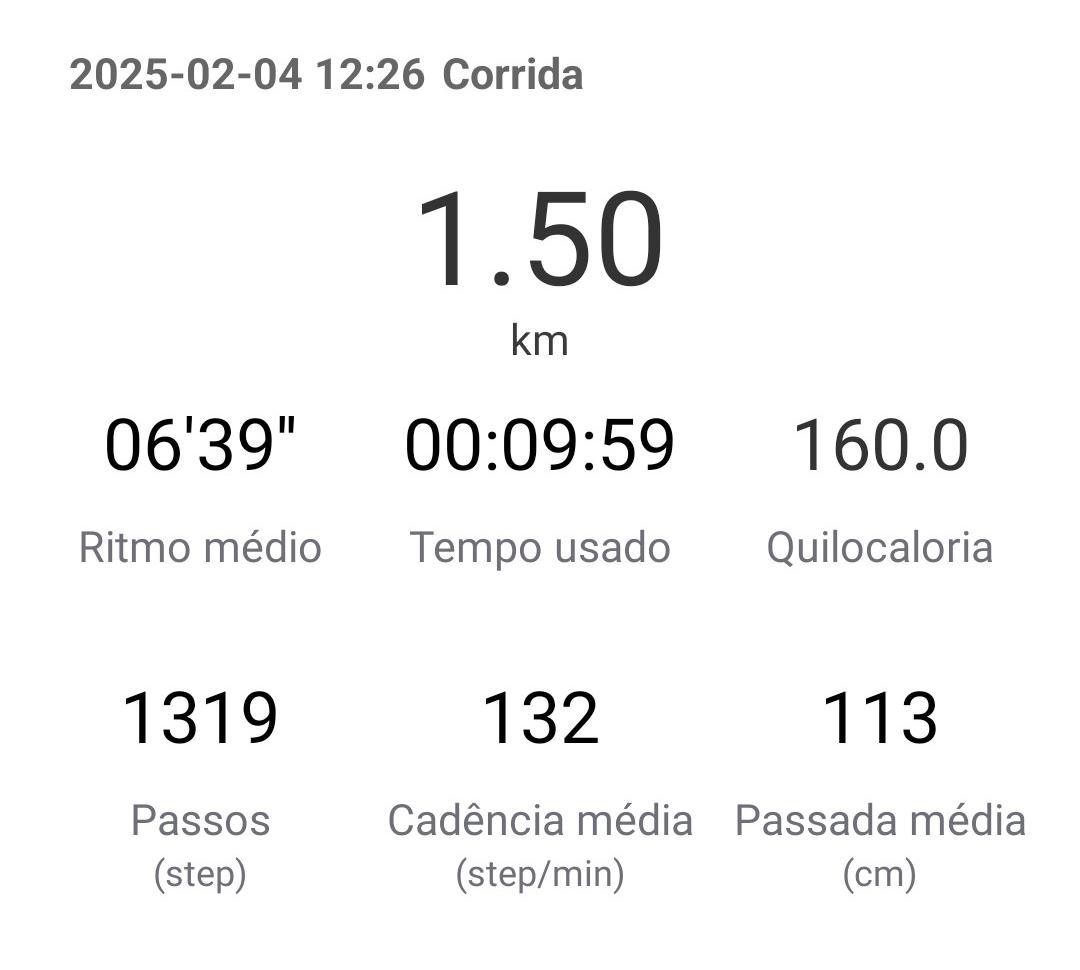 2025-02-04 12:26 Corrida
1.50
km
06'39" 00:09:59 160.0
Ritmo médio Tempo usado Quilocaloria
1319 132 113
Passos Cadência média Passada média
(step) (step/min) (cm)